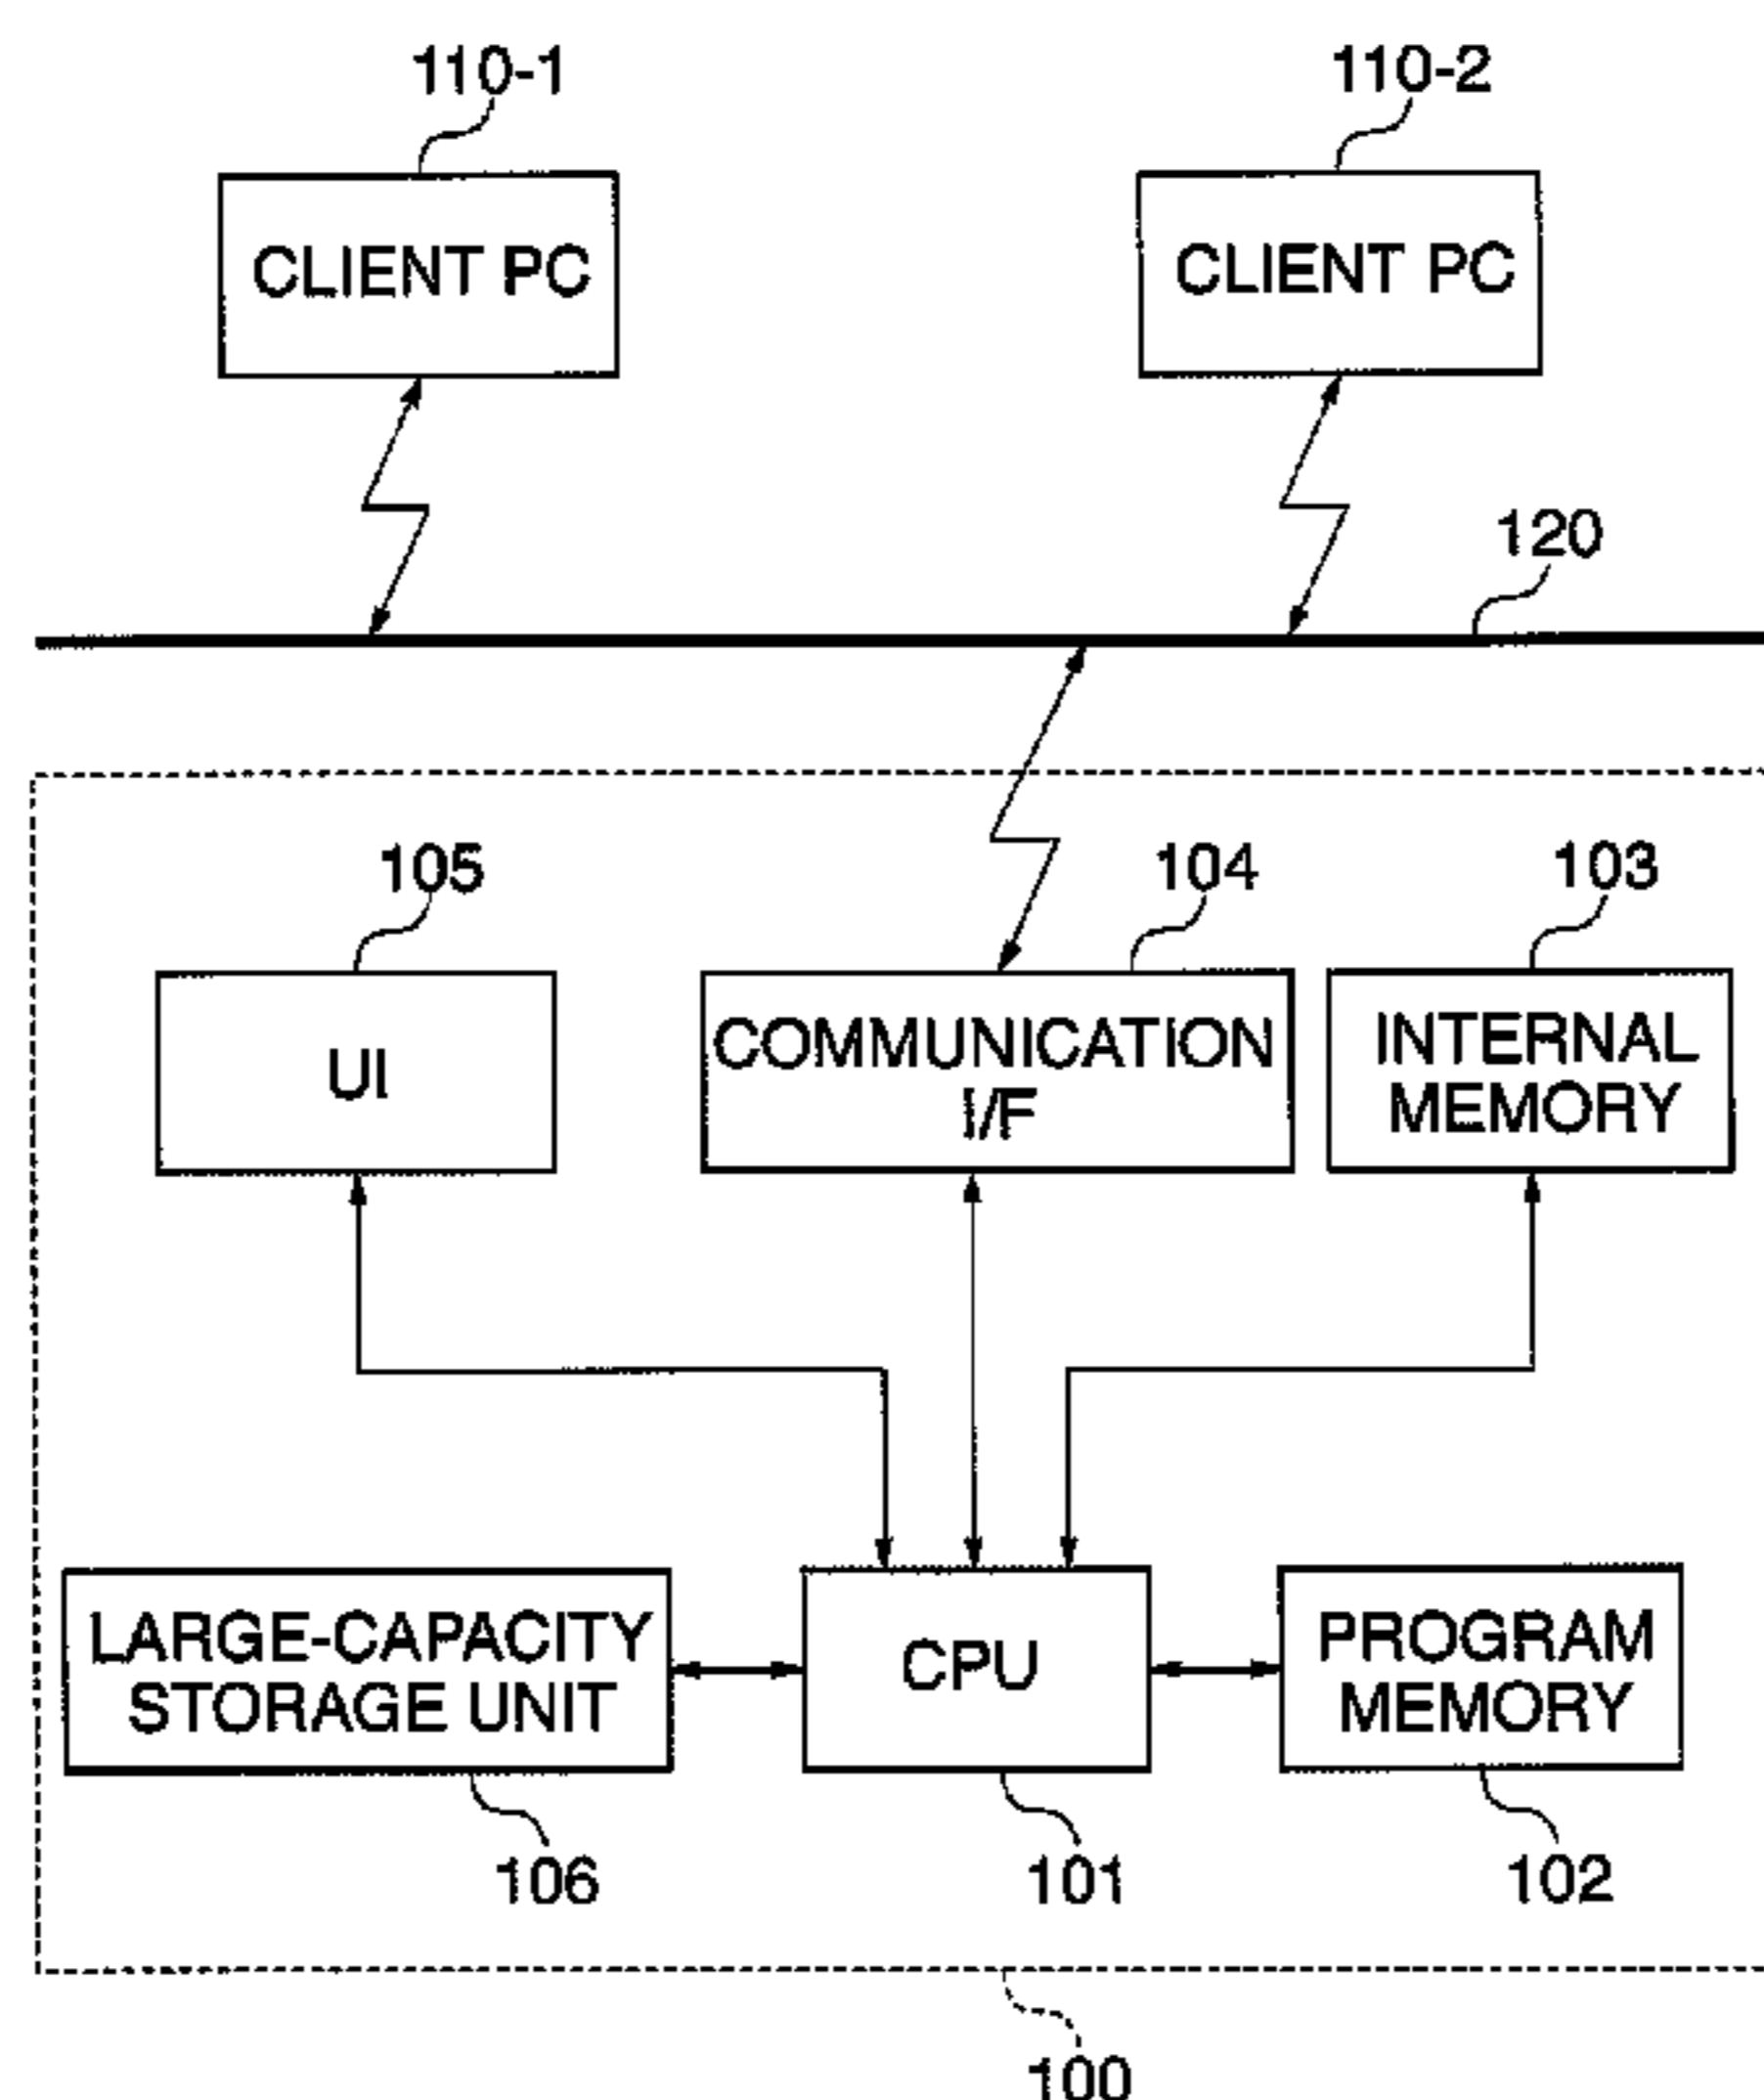 110-1
110-2
CLIENT PC
CLIENT PC
120
105
104
103
UI
COMMUNICATION
I/F
INTERNAL
MEMORY
LARGE-CAPACITY
STORAGE UNIT
CPU
PROGRAM
MEMORY
106
101
102
100